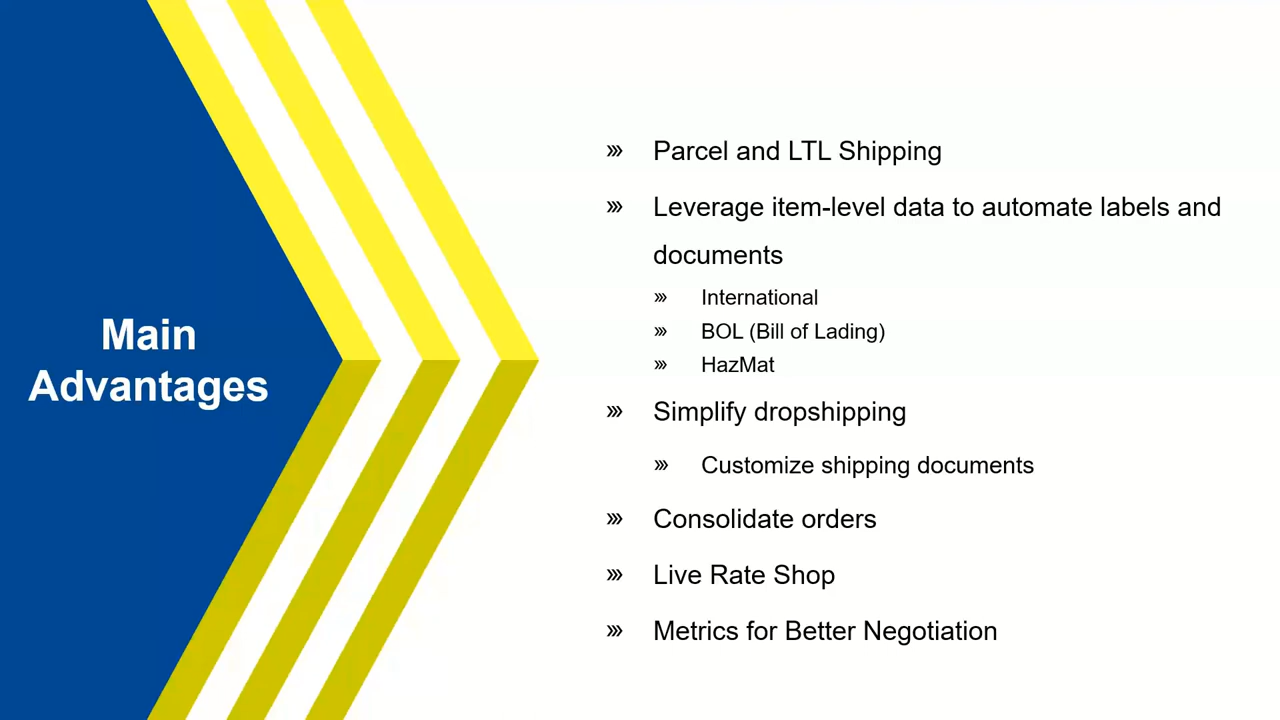 Main
Advantages
Parcel and LTL Shipping
Leverage item-level data to automate labels and
documents
International
BOL (Bill of Lading)
HazMat
Simplify dropshipping
Customize shipping documents
Consolidate orders
Live Rate Shop
Metrics for Better Negotiation